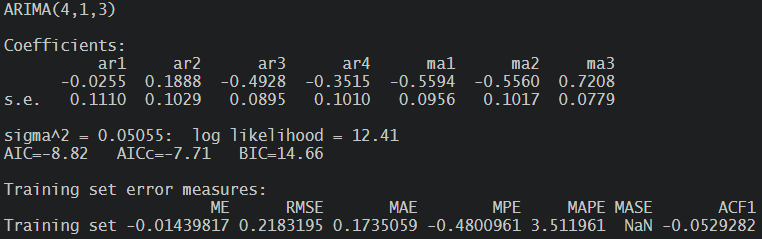 ARIMA(4,1,3)
Coefficients:
ar1 ar2 ar3 ar4 ma1 ma2 ma3
-0.0255 0.1888 -0.4928 -0.3515 -0.5594 -0.5560 0.7208
s.e. 0.1110 0.1029 0.0895 0.1010 0.0956 0.1017 0.0779
sigma^2 = 0.05055: log likelihood = 12.41
AIC=-8.82 AICc=-7.71 BIC=14.66
Training set error measures:
ME RMSE MAE MPE MAPE MASE ACF1
Training set -0.01439817 0.2183195 0.1735059 -0.4800961 3.511961 NaN -0.0529282